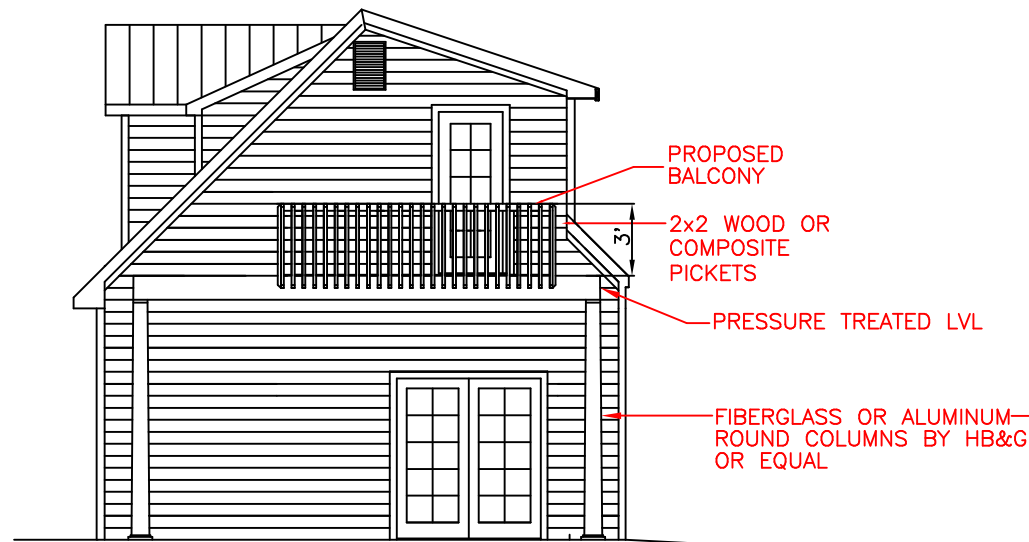 PROPOSED
BALCONY
2x2 WOOD OR
COMPOSITE
PICKETS
3'
PRESSURE TREATED LVL
FIBERGLASS OR ALUMINUM
ROUND COLUMNS BY HB&G
OR EQUAL